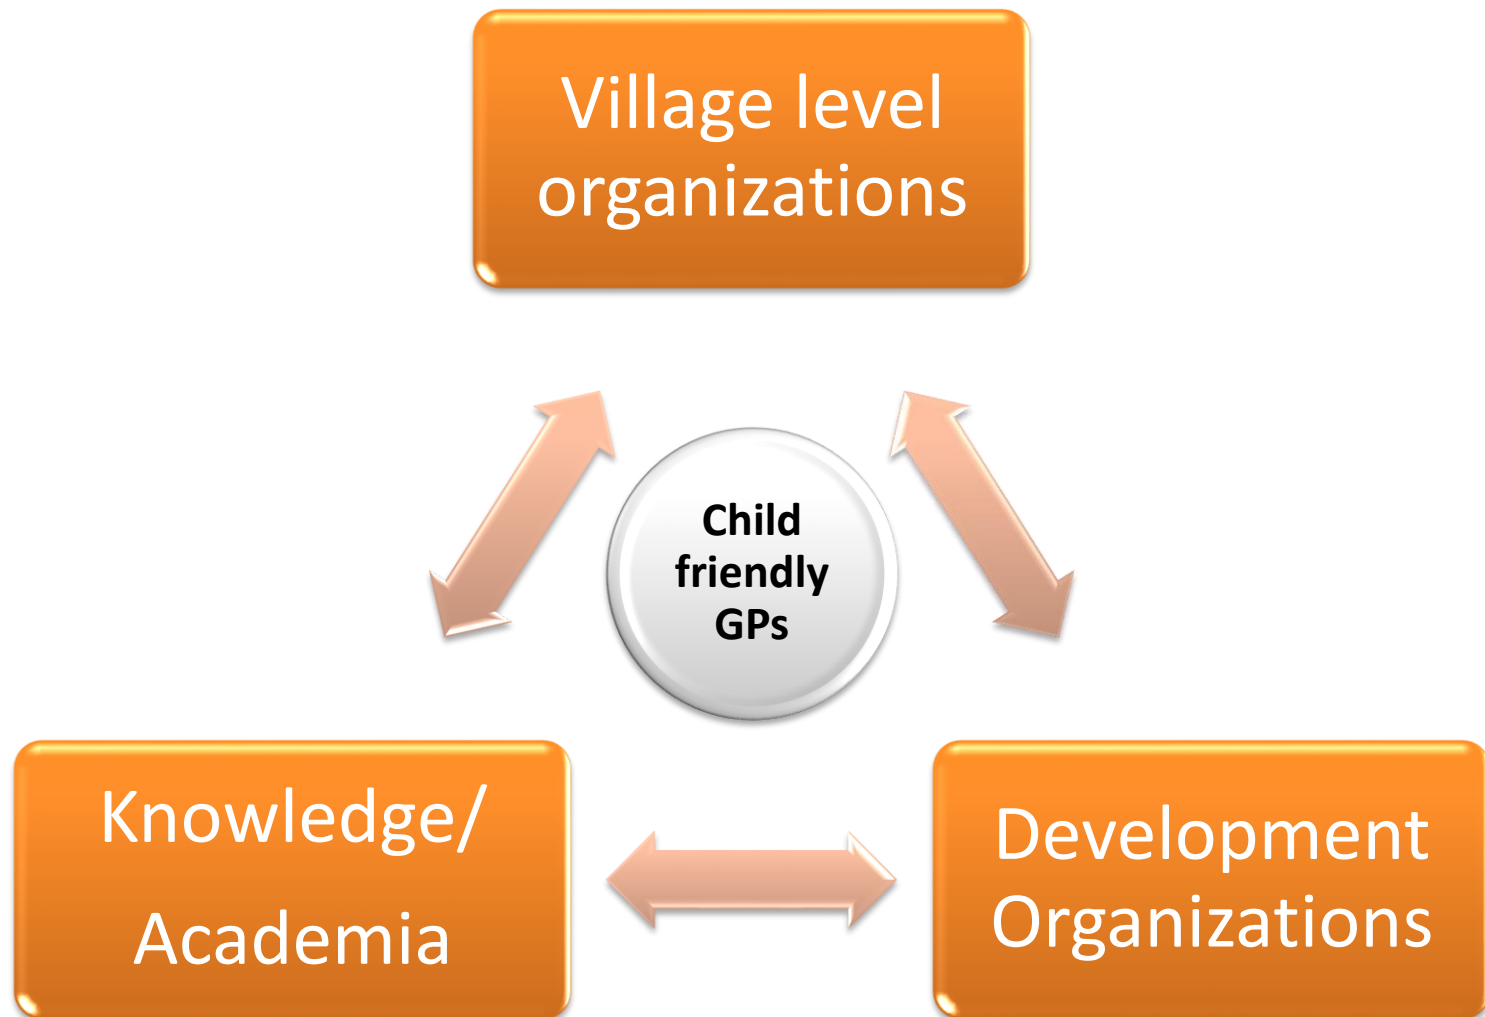 Village level
organizations
Child
friendly
GPs
Knowledge/
Academia
Development
Organizations